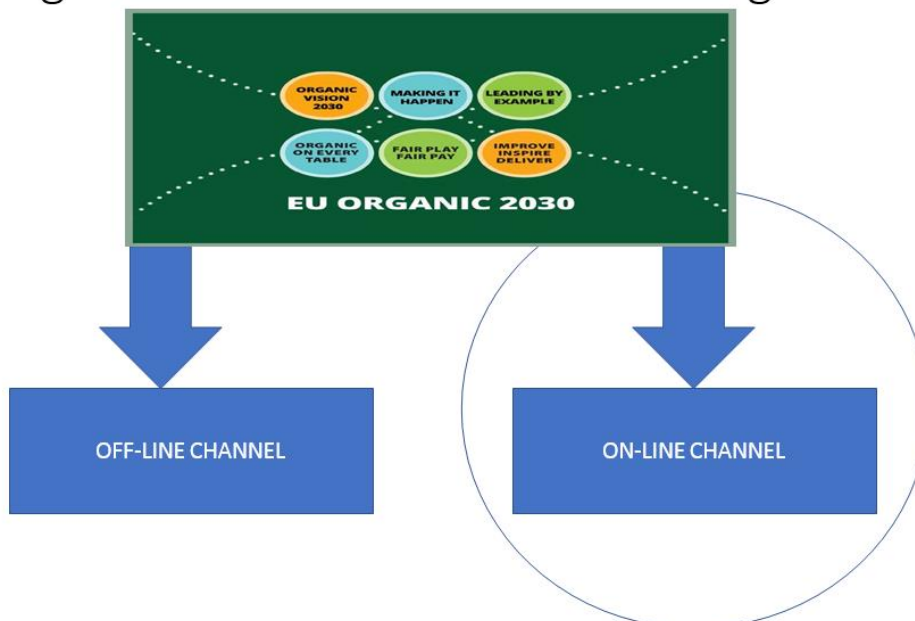 ORGANIC
VISION
2030
MAKING IT
HAPPEN
LEADING BY
EXAMPLE
ORGANIC
ON EVERY
TABLE
FAIR PLAY
FAIR PAY
IMPROVE
INSPIRE
DELIVER
EU ORGANIC 2030
OFF-LINE CHANNEL
ON-LINE CHANNEL